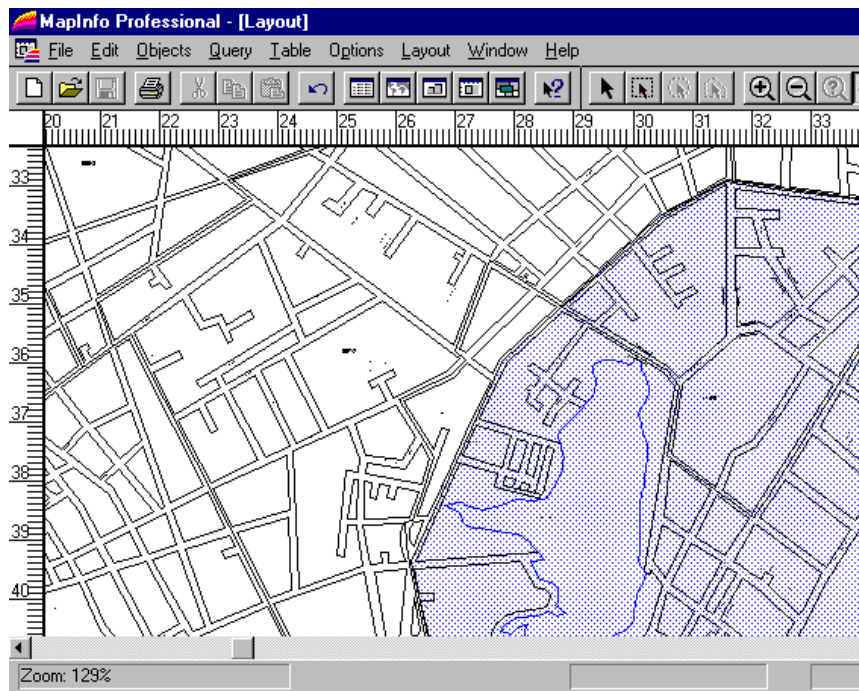 MapInfo Professional - [Layout]
File Edit Objects Query Table Options Layout Window Help
20 21 22 23 24 25 26 27 28 29 30 31 32 33
33
34
35
36
37
38
39
40
Zoom: 129%